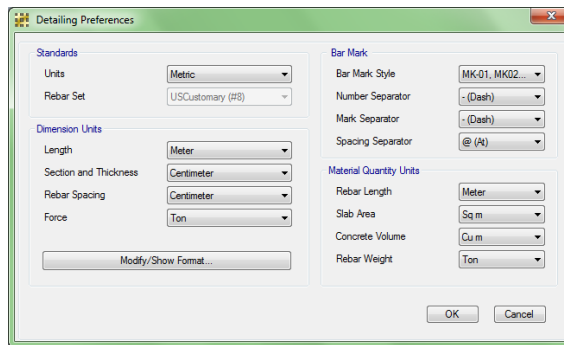 Detailing Preferences
Standards
Units Metric
Rebar Set USCustomary (#8)
Dimension Units
Length Meter
Section and Thickness Centimeter
Rebar Spacing Centimeter
Force Ton
Modify/Show Format...
Bar Mark
Bar Mark Style MK-01, MK02...
Number Separator - (Dash)
Mark Separator - (Dash)
Spacing Separator @ (At)
Material Quantity Units
Rebar Length Meter
Slab Area Sq m
Concrete Volume Cu m
Rebar Weight Ton
OK Cancel